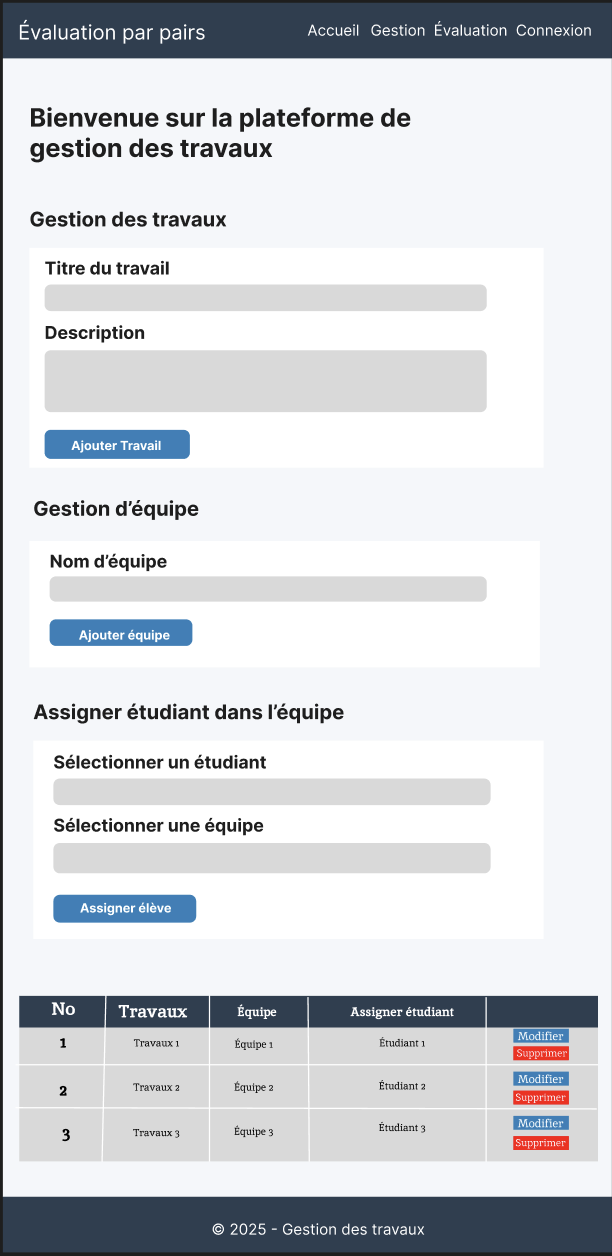 Évaluation par pairs
Accueil Gestion Évaluation Connexion
Bienvenue sur la plateforme de
gestion des travaux
Gestion des travaux
Titre du travail
Description
Ajouter Travail
Gestion d’équipe
Nom d’équipe
Ajouter équipe
Assigner étudiant dans l’équipe
Sélectionner un étudiant
Sélectionner une équipe
Assigner élève
No Travaux Équipe Assigner étudiant
1 Travaux 1 Équipe 1 Étudiant 1 Modifier
Supprimer
2 Travaux 2 Équipe 2 Étudiant 2 Modifier
Supprimer
3 Travaux 3 Équipe 3 Étudiant 3 Modifier
Supprimer
© 2025 - Gestion des travaux